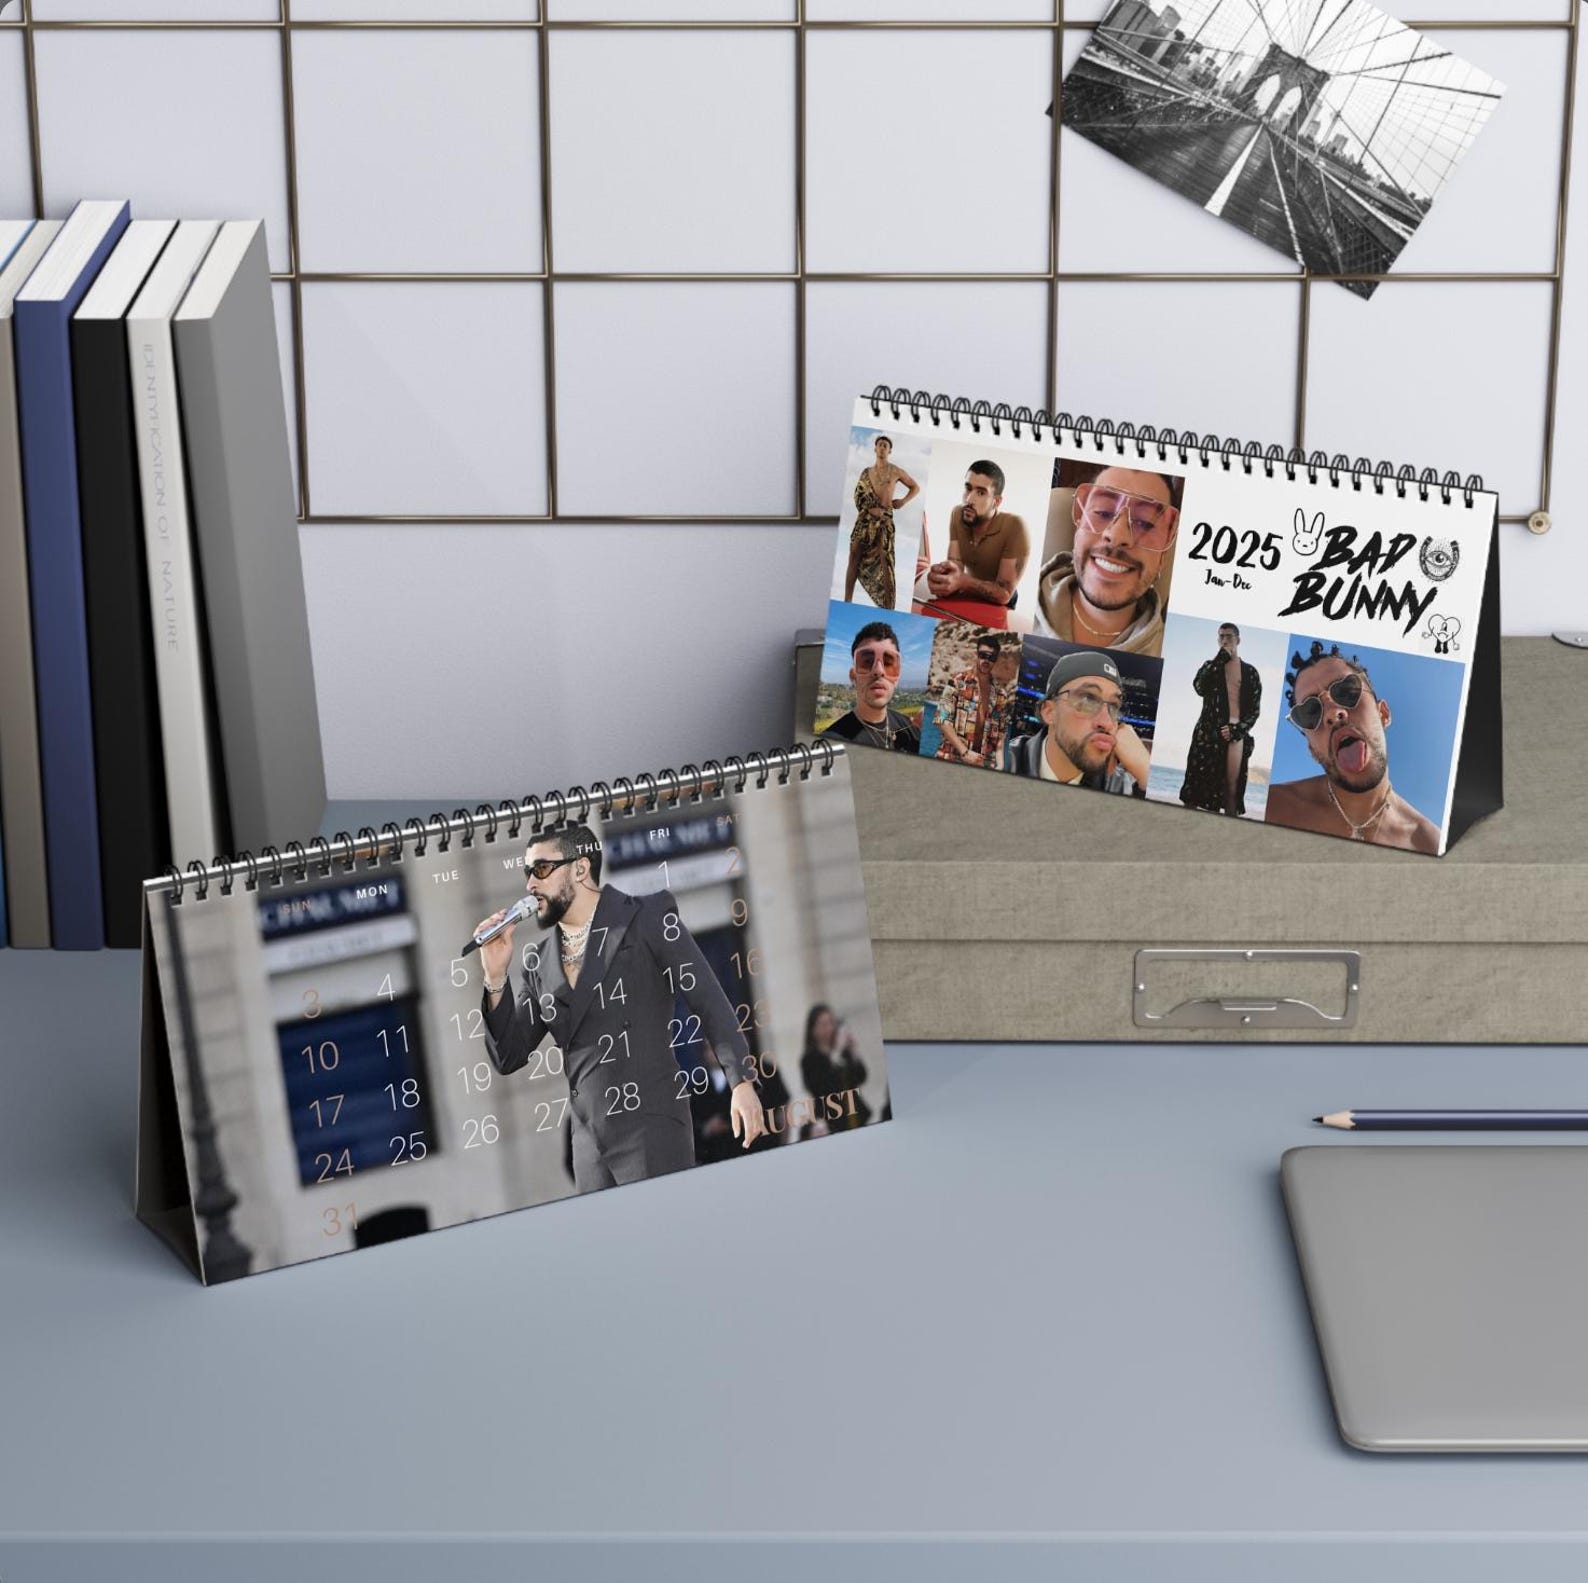 2025
Jan-Dec
BAD
BUNNY
IDENTYFICATION OF NATURE
SUN MON TUE WED THU FRI SAT
1 2
3 4 5 6 7 8 9
10 11 12 13 14 15 16
17 18 19 20 21 22 23
24 25 26 27 28 29 30
31
AUGUST